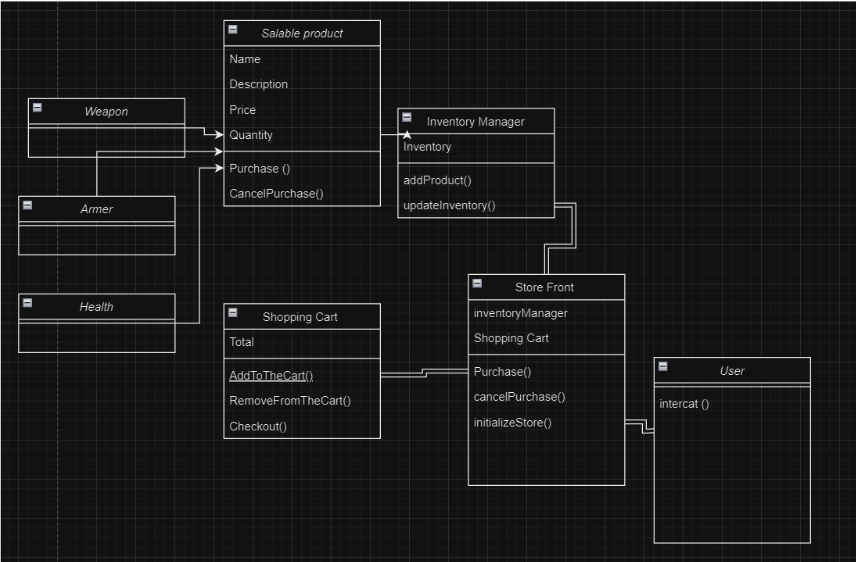 Salable product
Name
Description
Price
Quantity
Purchase ()
CancelPurchase()
Weapon
Armer
Health
Inventory Manager
Inventory
addProduct()
updateInventory()
Shopping Cart
Total
AddToTheCart()
RemoveFromTheCart()
Checkout()
Store Front
inventoryManager
Shopping Cart
Purchase()
cancelPurchase()
initializeStore()
User
intercat ()